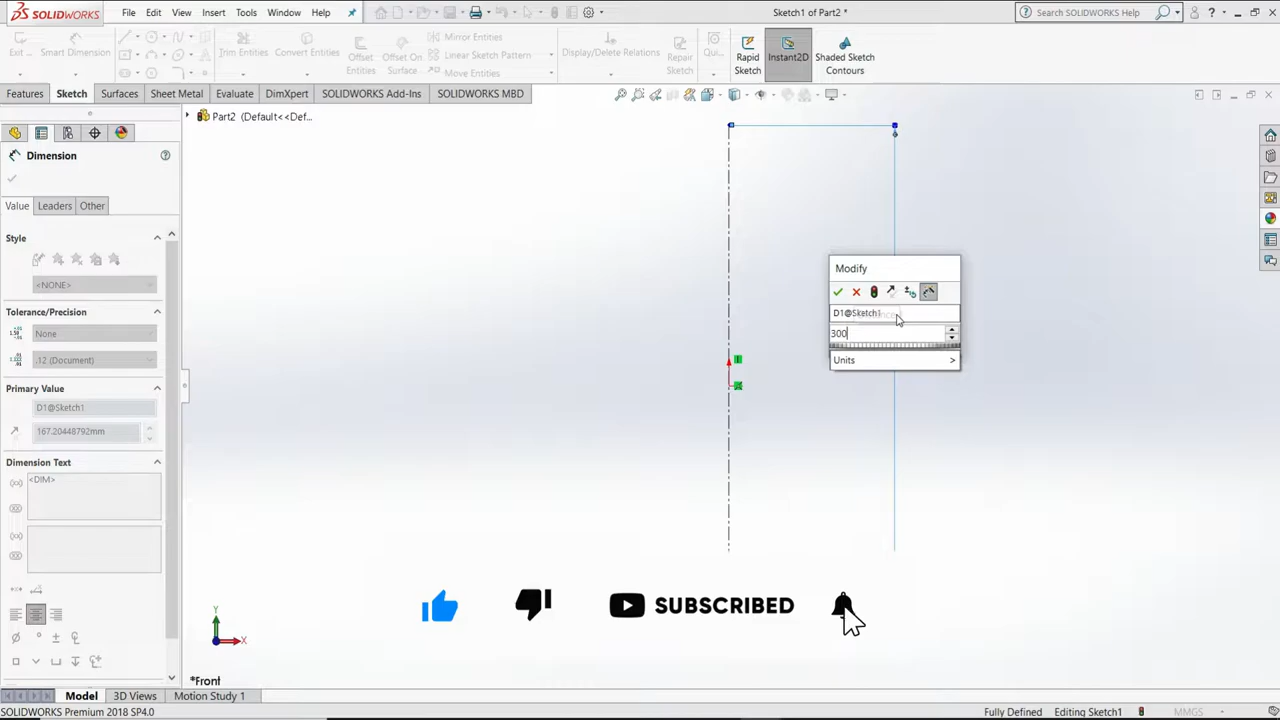 SOLIDWORKS File Edit View Insert Tools Window Help Sketch1 of Part2 * Search SOLIDWORKS Help
Exit ... Smart Dimension Trim Entities Convert Entities Offset Entities Offset On Surface Mirror Entities Linear Sketch Pattern Move Entities Display/Delete Relations Repair Sketch Qui... Rapid Sketch Instant2D Shaded Sketch Contours
Features Sketch Surfaces Sheet Metal Evaluate DimXpert SOLIDWORKS Add-Ins SOLIDWORKS MBD
Part2 (Default<<Def...
Dimension
Value Leaders Other
Style
<NONE>
Tolerance/Precision
None
.12 (Document)
Primary Value
D1@Sketch1
167.20448792mm
Dimension Text
<DIM>
Modify
D1@Sketch1
300
Units >
SUBSCRIBED
Y
X
*Front
Model 3D Views Motion Study 1
SOLIDWORKS Premium 2018 SP4.0 Fully Defined Editing Sketch1 MMGS